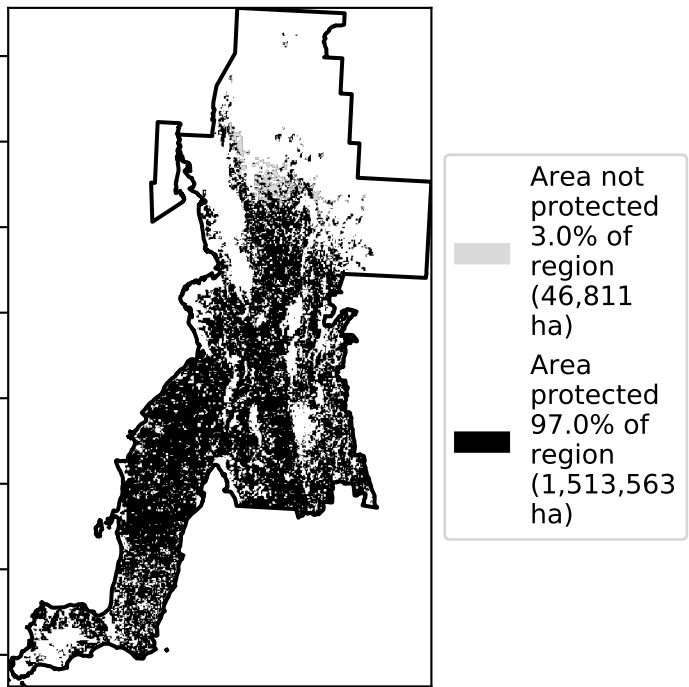 Area not
protected
3.0% of
region
(46,811
ha)
Area
protected
97.0% of
region
(1,513,563
ha)